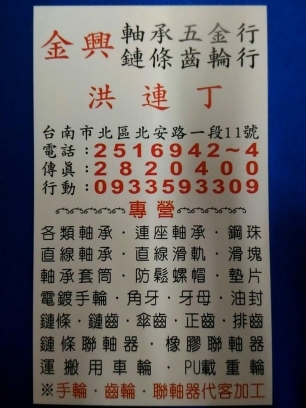 金興 軸承五金行
鏈條齒輪行
洪連丁
台南市北區北安路一段11號
電話:2516942~4
傳真:2820400
行動:0933593309
專營
各類軸承·連座軸承·鋼珠
直線軸承·直線滑軌·滑塊
軸承套筒·防鬆螺帽·墊片
電鍍手輪·角牙·牙母·油封
鏈條·鏈齒·傘齒·正齒·排齒
鏈條聯軸器·橡膠聯軸器
運搬用車輪·PU載重輪
※手輪·齒輪·聯軸器代客加工